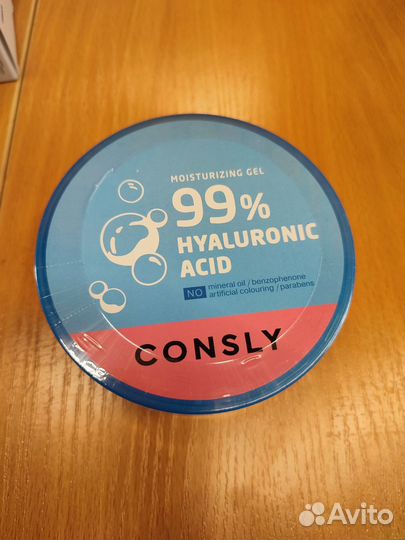 MOISTURIZING GEL
99%
HYALURONIC
ACID
NO mineral oil / benzophenone
artificial colouring / parabens
CONSLY
Avito